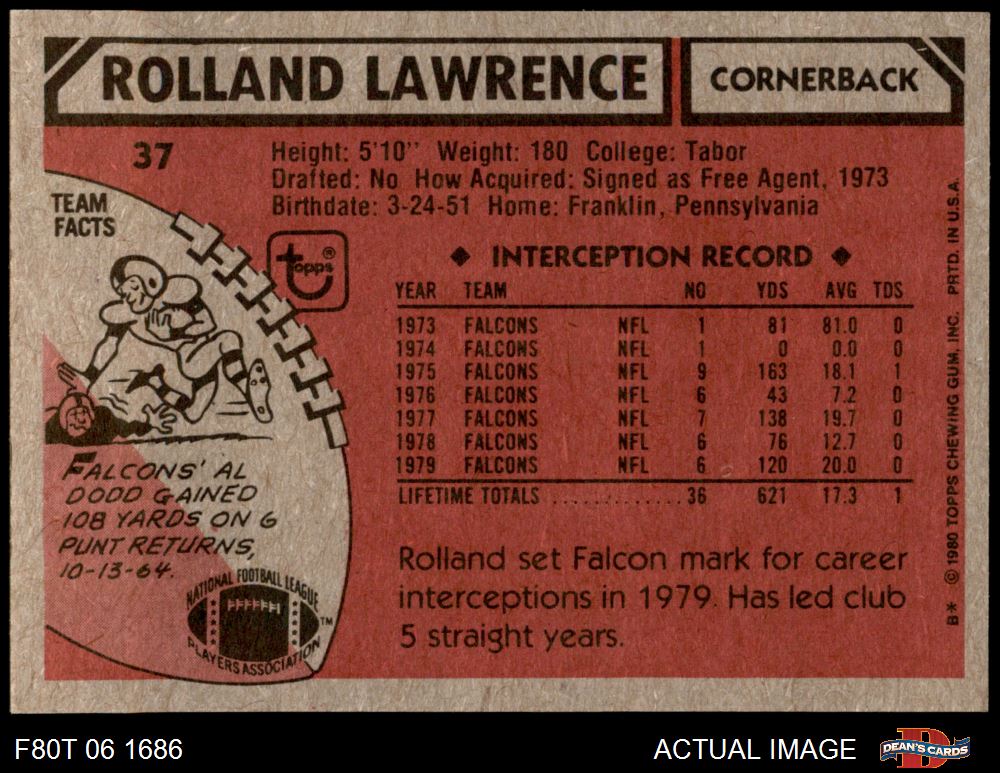 ROLLAND LAWRENCE CORNERBACK
37
Height: 5'10" Weight: 180 College: Tabor
Drafted: No How Acquired: Signed as Free Agent, 1973
Birthdate: 3-24-51 Home: Franklin, Pennsylvania
TEAM
FACTS
topps®
◆ INTERCEPTION RECORD ◆
YEAR TEAM NO YDS AVG TDS
1973 FALCONS NFL 1 81 81.0 0
1974 FALCONS NFL 1 0 0.0 0
1975 FALCONS NFL 9 163 18.1 1
1976 FALCONS NFL 6 43 7.2 0
1977 FALCONS NFL 7 138 19.7 0
1978 FALCONS NFL 6 76 12.7 0
1979 FALCONS NFL 6 120 20.0 0
LIFETIME TOTALS ............. 36 621 17.3 1
FALCONS' AL
DODD GAINED
108 YARDS ON 6
PUNT RETURNS,
10-13-64.
NATIONAL FOOTBALL LEAGUE
PLAYERS ASSOCIATION
TM
Rolland set Falcon mark for career
interceptions in 1979. Has led club
5 straight years.
B* © 1980 TOPPS CHEWING GUM, INC. PRTD. IN U.S.A.
F80T 06 1686 ACTUAL IMAGE DEAN'S CARDS